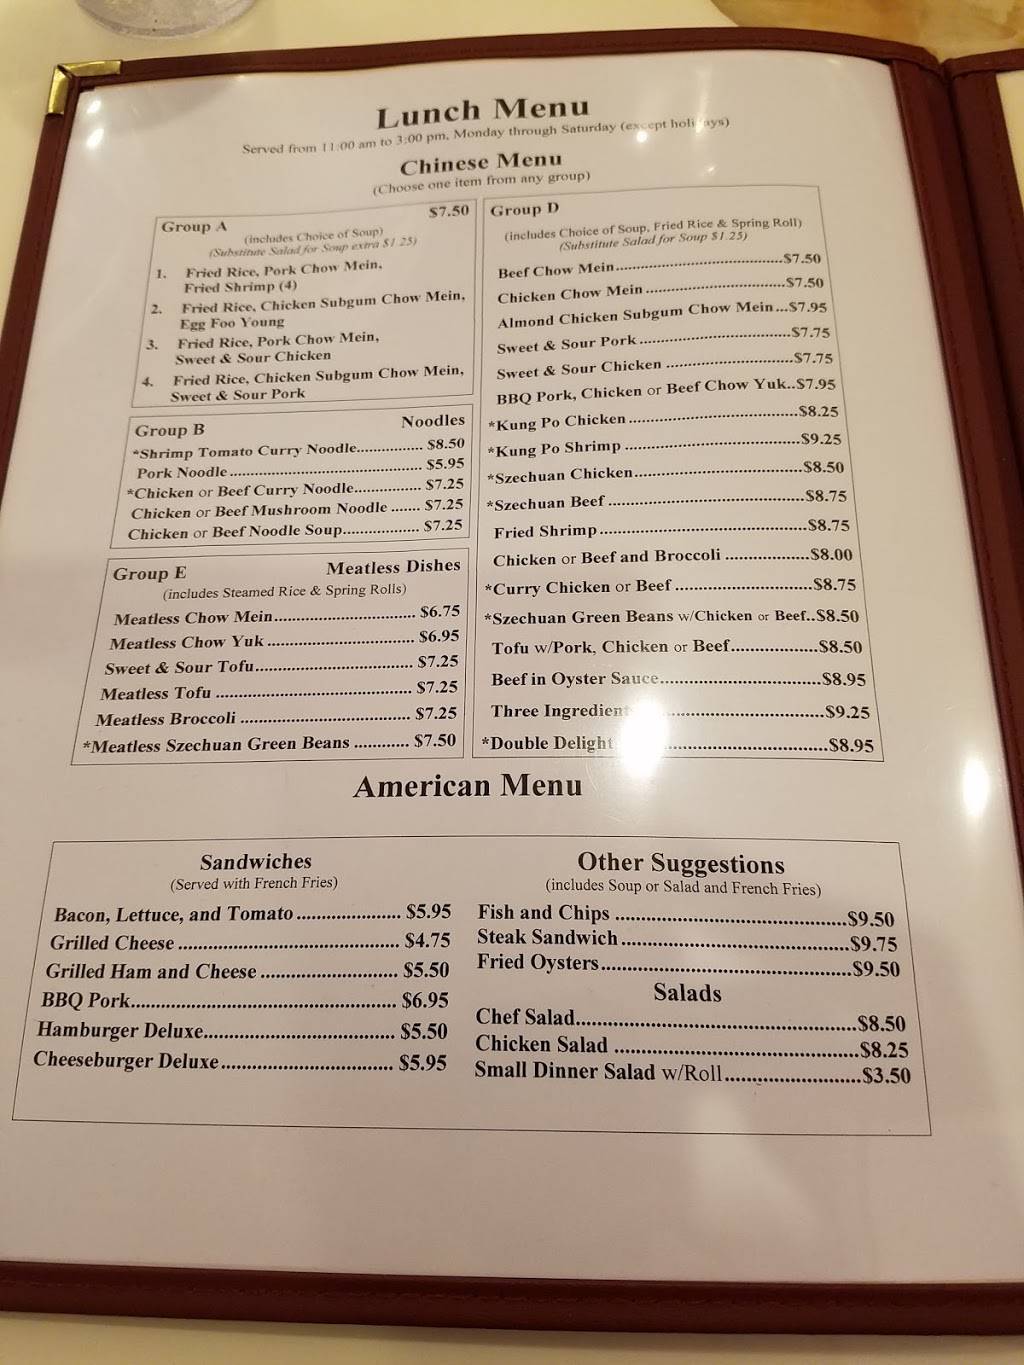 Lunch Menu
Served from 11:00 am to 3:00 pm, Monday through Saturday (except holidays)
Chinese Menu
(Choose one item from any group)
Group A $7.50
(includes Choice of Soup)
(Substitute Salad for Soup extra $1.25)
1. Fried Rice, Pork Chow Mein,
Fried Shrimp (4)
2. Fried Rice, Chicken Subgum Chow Mein,
Egg Foo Young
3. Fried Rice, Pork Chow Mein,
Sweet & Sour Chicken
4. Fried Rice, Chicken Subgum Chow Mein,
Sweet & Sour Pork
Group B Noodles
*Shrimp Tomato Curry Noodle................ $8.50
Pork Noodle .............................................. $5.95
*Chicken or Beef Curry Noodle................ $7.25
Chicken or Beef Mushroom Noodle ....... $7.25
Chicken or Beef Noodle Soup.................. $7.25
Group E Meatless Dishes
(includes Steamed Rice & Spring Rolls)
Meatless Chow Mein.................................. $6.75
Meatless Chow Yuk ................................... $6.95
Sweet & Sour Tofu..................................... $7.25
Meatless Tofu .............................................. $7.25
Meatless Broccoli ....................................... $7.25
*Meatless Szechuan Green Beans ............ $7.50
Group D
(includes Choice of Soup, Fried Rice & Spring Roll)
(Substitute Salad for Soup $1.25)
Beef Chow Mein........................................$7.50
Chicken Chow Mein .................................$7.50
Almond Chicken Subgum Chow Mein...$7.95
Sweet & Sour Pork ....................................$7.75
Sweet & Sour Chicken ..............................$7.75
BBQ Pork, Chicken or Beef Chow Yuk..$7.95
*Kung Po Chicken ......................................$8.25
*Kung Po Shrimp .......................................$9.25
*Szechuan Chicken......................................$8.50
*Szechuan Beef ............................................$8.75
Fried Shrimp...............................................$8.75
Chicken or Beef and Broccoli ..................$8.00
*Curry Chicken or Beef ..............................$8.75
*Szechuan Green Beans w/Chicken or Beef..$8.50
Tofu w/Pork, Chicken or Beef...................$8.50
Beef in Oyster Sauce...................................$8.95
Three Ingredient ..............................$9.25
*Double Delight ..................................$8.95
American Menu
Sandwiches
(Served with French Fries)
Bacon, Lettuce, and Tomato .................... $5.95
Grilled Cheese .......................................... $4.75
Grilled Ham and Cheese .......................... $5.50
BBQ Pork................................................... $6.95
Hamburger Deluxe.................................... $5.50
Cheeseburger Deluxe ................................. $5.95
Other Suggestions
(includes Soup or Salad and French Fries)
Fish and Chips .............................................$9.50
Steak Sandwich ............................................$9.75
Fried Oysters................................................$9.50
Salads
Chef Salad......................................................$8.50
Chicken Salad ...............................................$8.25
Small Dinner Salad w/Roll..........................$3.50